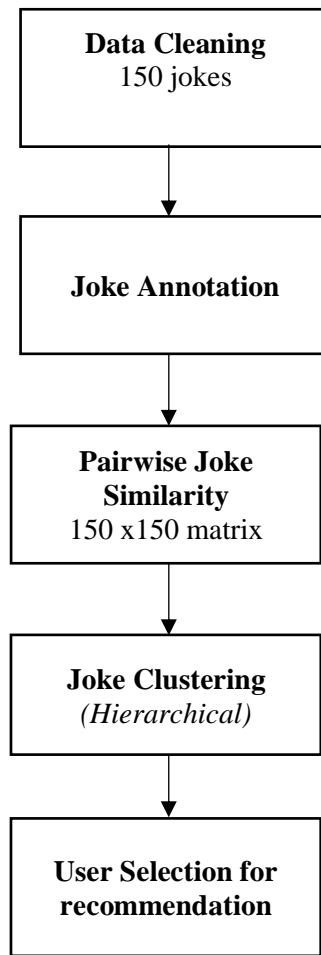 Data Cleaning
150 jokes
Joke Annotation
Pairwise Joke
Similarity
150 x150 matrix
Joke Clustering
(Hierarchical)
User Selection for
recommendation